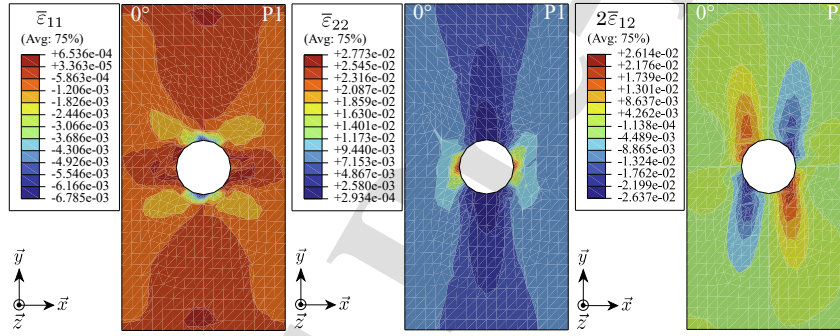 ε̅₁₁
(Avg: 75%)
+6.536e-04
+3.363e-05
-5.863e-04
-1.206e-03
-1.826e-03
-2.446e-03
-3.066e-03
-3.686e-03
-4.306e-03
-4.926e-03
-5.546e-03
-6.166e-03
-6.785e-03
0° P1
y⃗
x⃗
z⃗
ε̅₂₂
(Avg: 75%)
+2.773e-02
+2.545e-02
+2.316e-02
+2.087e-02
+1.859e-02
+1.630e-02
+1.401e-02
+1.173e-02
+9.440e-03
+7.153e-03
+4.867e-03
+2.580e-03
+2.934e-04
0° P1
y⃗
x⃗
z⃗
2ε̅₁₂
(Avg: 75%)
+2.614e-02
+2.176e-02
+1.739e-02
+1.301e-02
+8.637e-03
+4.262e-03
-1.138e-04
-4.489e-03
-8.865e-03
-1.324e-02
-1.762e-02
-2.199e-02
-2.637e-02
0° P1
y⃗
x⃗
z⃗